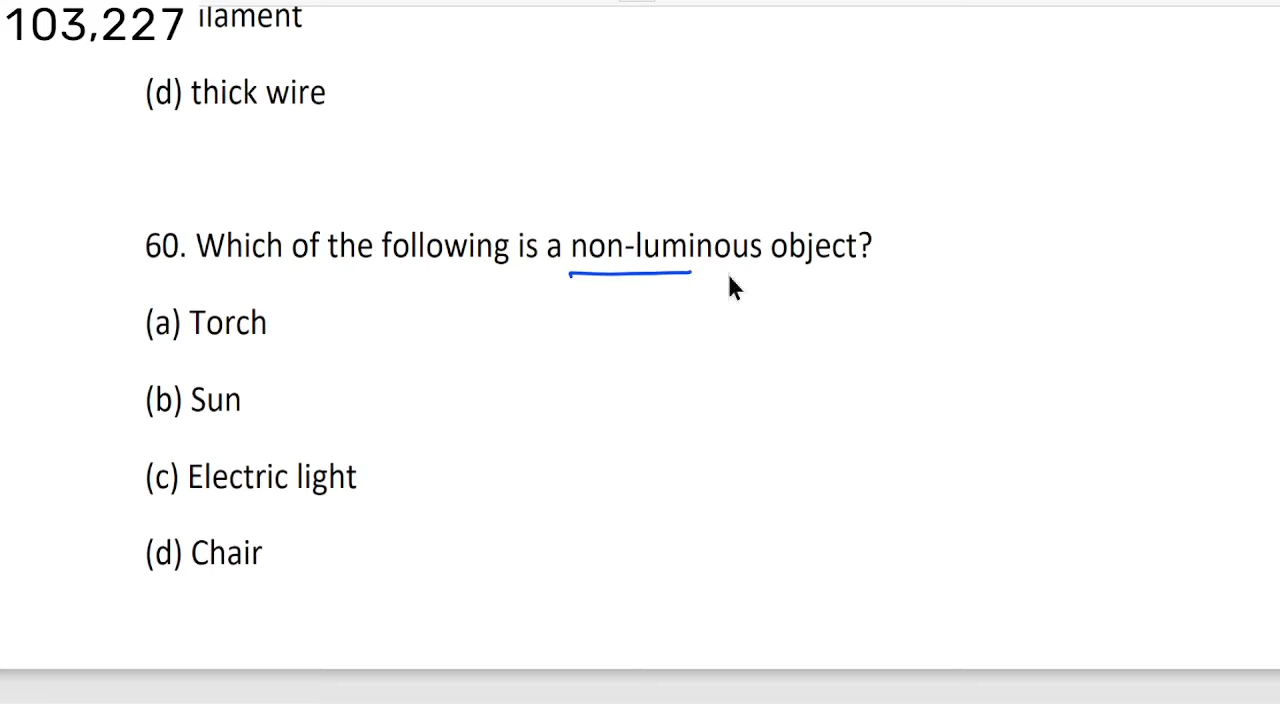 103,227
ilament
(d) thick wire
60. Which of the following is a non-luminous object?
(a) Torch
(b) Sun
(c) Electric light
(d) Chair